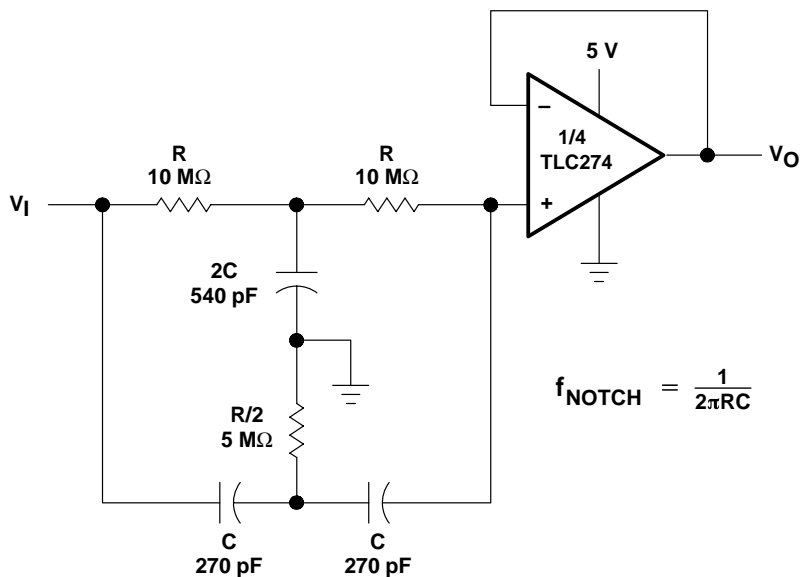 5 V
−
1/4
TLC274
+
V_O
R
10 MΩ
R
10 MΩ
V_I
2C
540 pF
f_NOTCH = 1/2πRC
R/2
5 MΩ
C
270 pF
C
270 pF